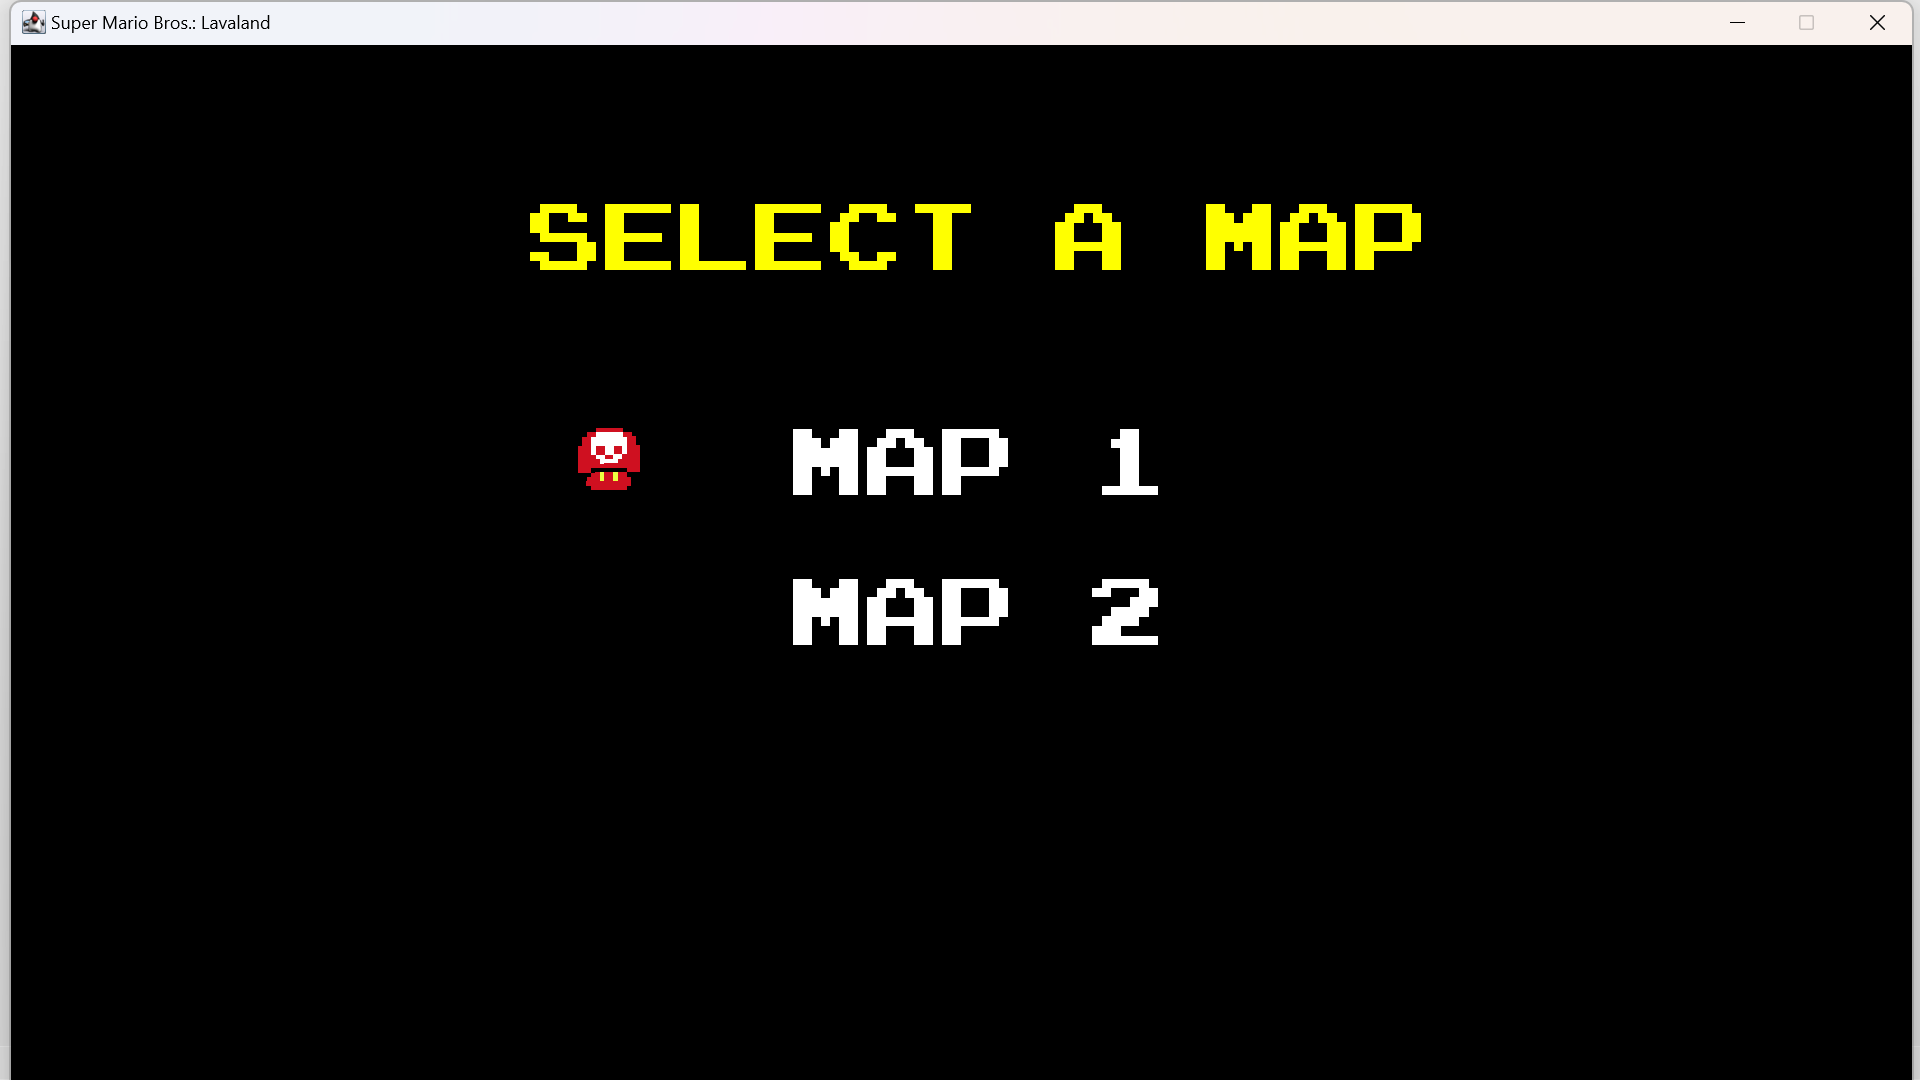 Super Mario Bros.: Lavaland
SELECT A MAP
MAP 1
MAP 2